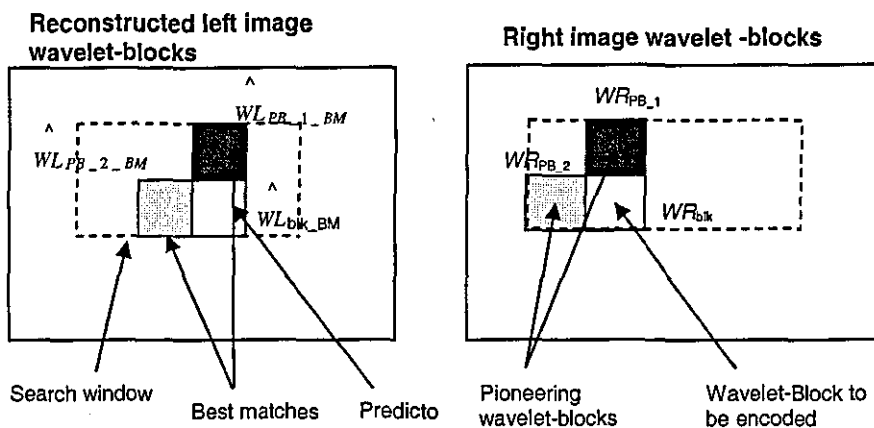 Reconstructed left image
wavelet-blocks
^
WL_PB_1_BM
^
WL_PB_2_BM
^
WL_blk_BM
Search window
Best matches
Predicto
Right image wavelet -blocks
WR_PB_1
WR_PB_2
WR_blk
Pioneering
wavelet-blocks
Wavelet-Block to
be encoded